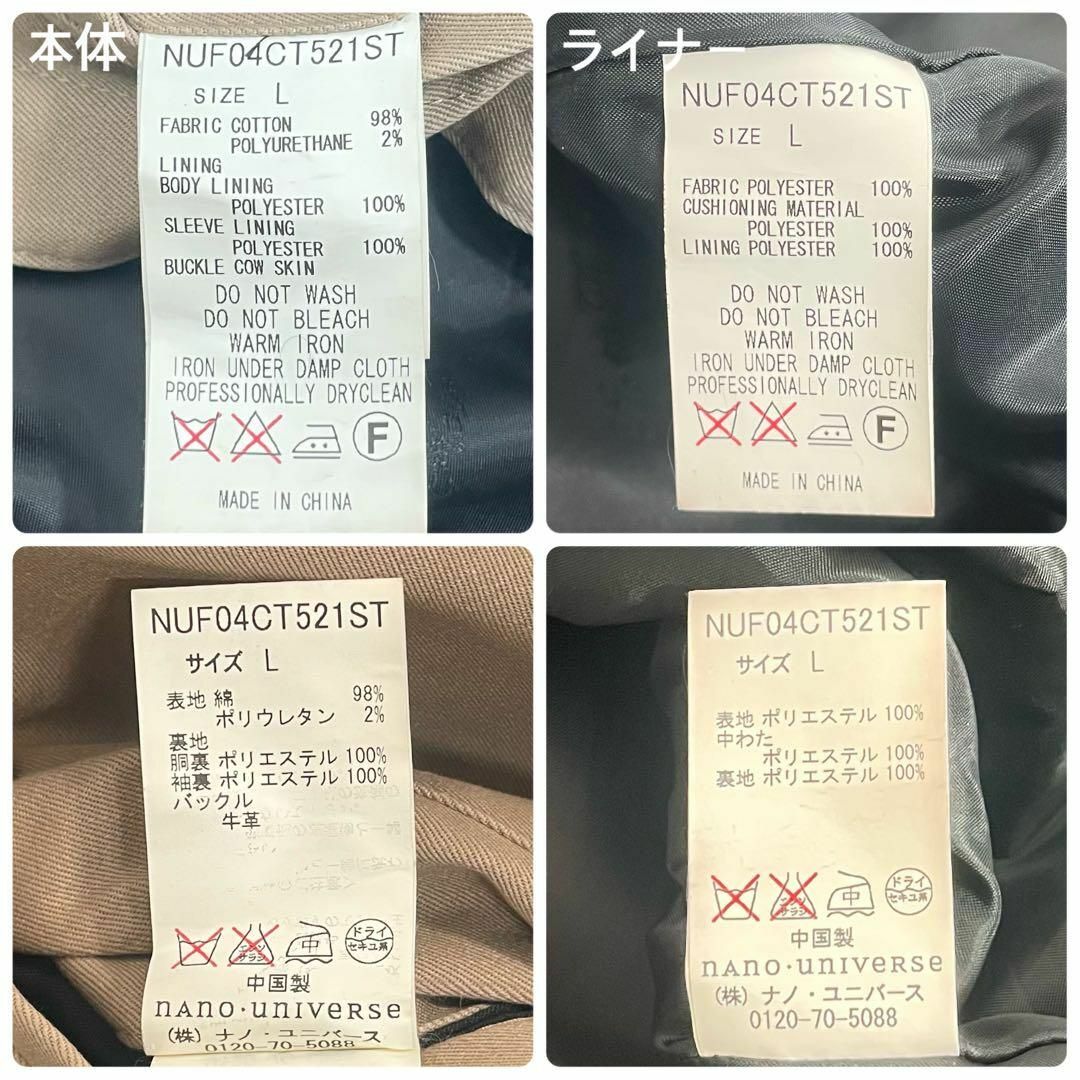 本体
NUF04CT521ST
SIZE L
FABRIC COTTON 98%
POLYURETHANE 2%
LINING
BODY LINING
POLYESTER 100%
SLEEVE LINING
POLYESTER 100%
BUCKLE COW SKIN
DO NOT WASH
DO NOT BLEACH
WARM IRON
IRON UNDER DAMP CLOTH
PROFESSIONALLY DRYCLEAN
F
MADE IN CHINA
ライナー
NUF04CT521ST
SIZE L
FABRIC POLYESTER 100%
CUSHIONING MATERIAL
POLYESTER 100%
LINING POLYESTER 100%
DO NOT WASH
DO NOT BLEACH
WARM IRON
IRON UNDER DAMP CLOTH
PROFESSIONALLY DRYCLEAN
F
MADE IN CHINA
NUF04CT521ST
サイズ L
表地 綿 98%
ポリウレタン 2%
裏地
胴裏 ポリエステル 100%
袖裏 ポリエステル 100%
バックル
牛革
エンソ
サラシ
中
ドライ
セキユ系
中国製
nano・universe
(株) ナノ・ユニバース
0120-70-5088
NUF04CT521ST
サイズ L
表地 ポリエステル 100%
中わた
ポリエステル 100%
裏地 ポリエステル 100%
エンソ
サラシ
中
ドライ
セキユ系
中国製
nano・universe
(株) ナノ・ユニバース
0120-70-5088